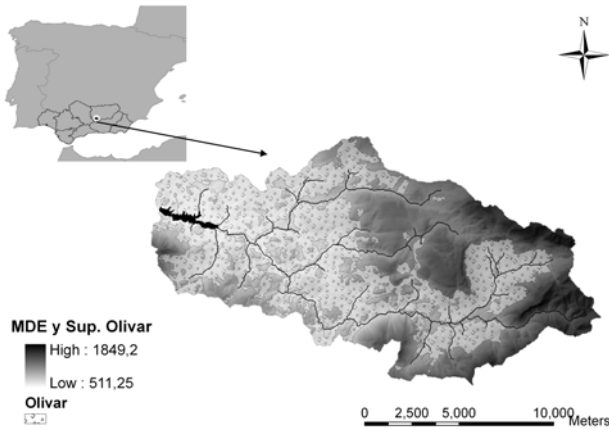 N
MDE y Sup. Olivar
High : 1849,2
Low : 511,25
Olivar
0 2,500 5,000 10,000 Meters